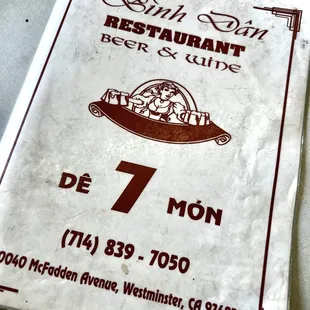 Bình Dân
RESTAURANT
BEER & WINE
DÊ 7 MÓN
(714) 839 - 7050
McFadden Avenue, Westminster, CA